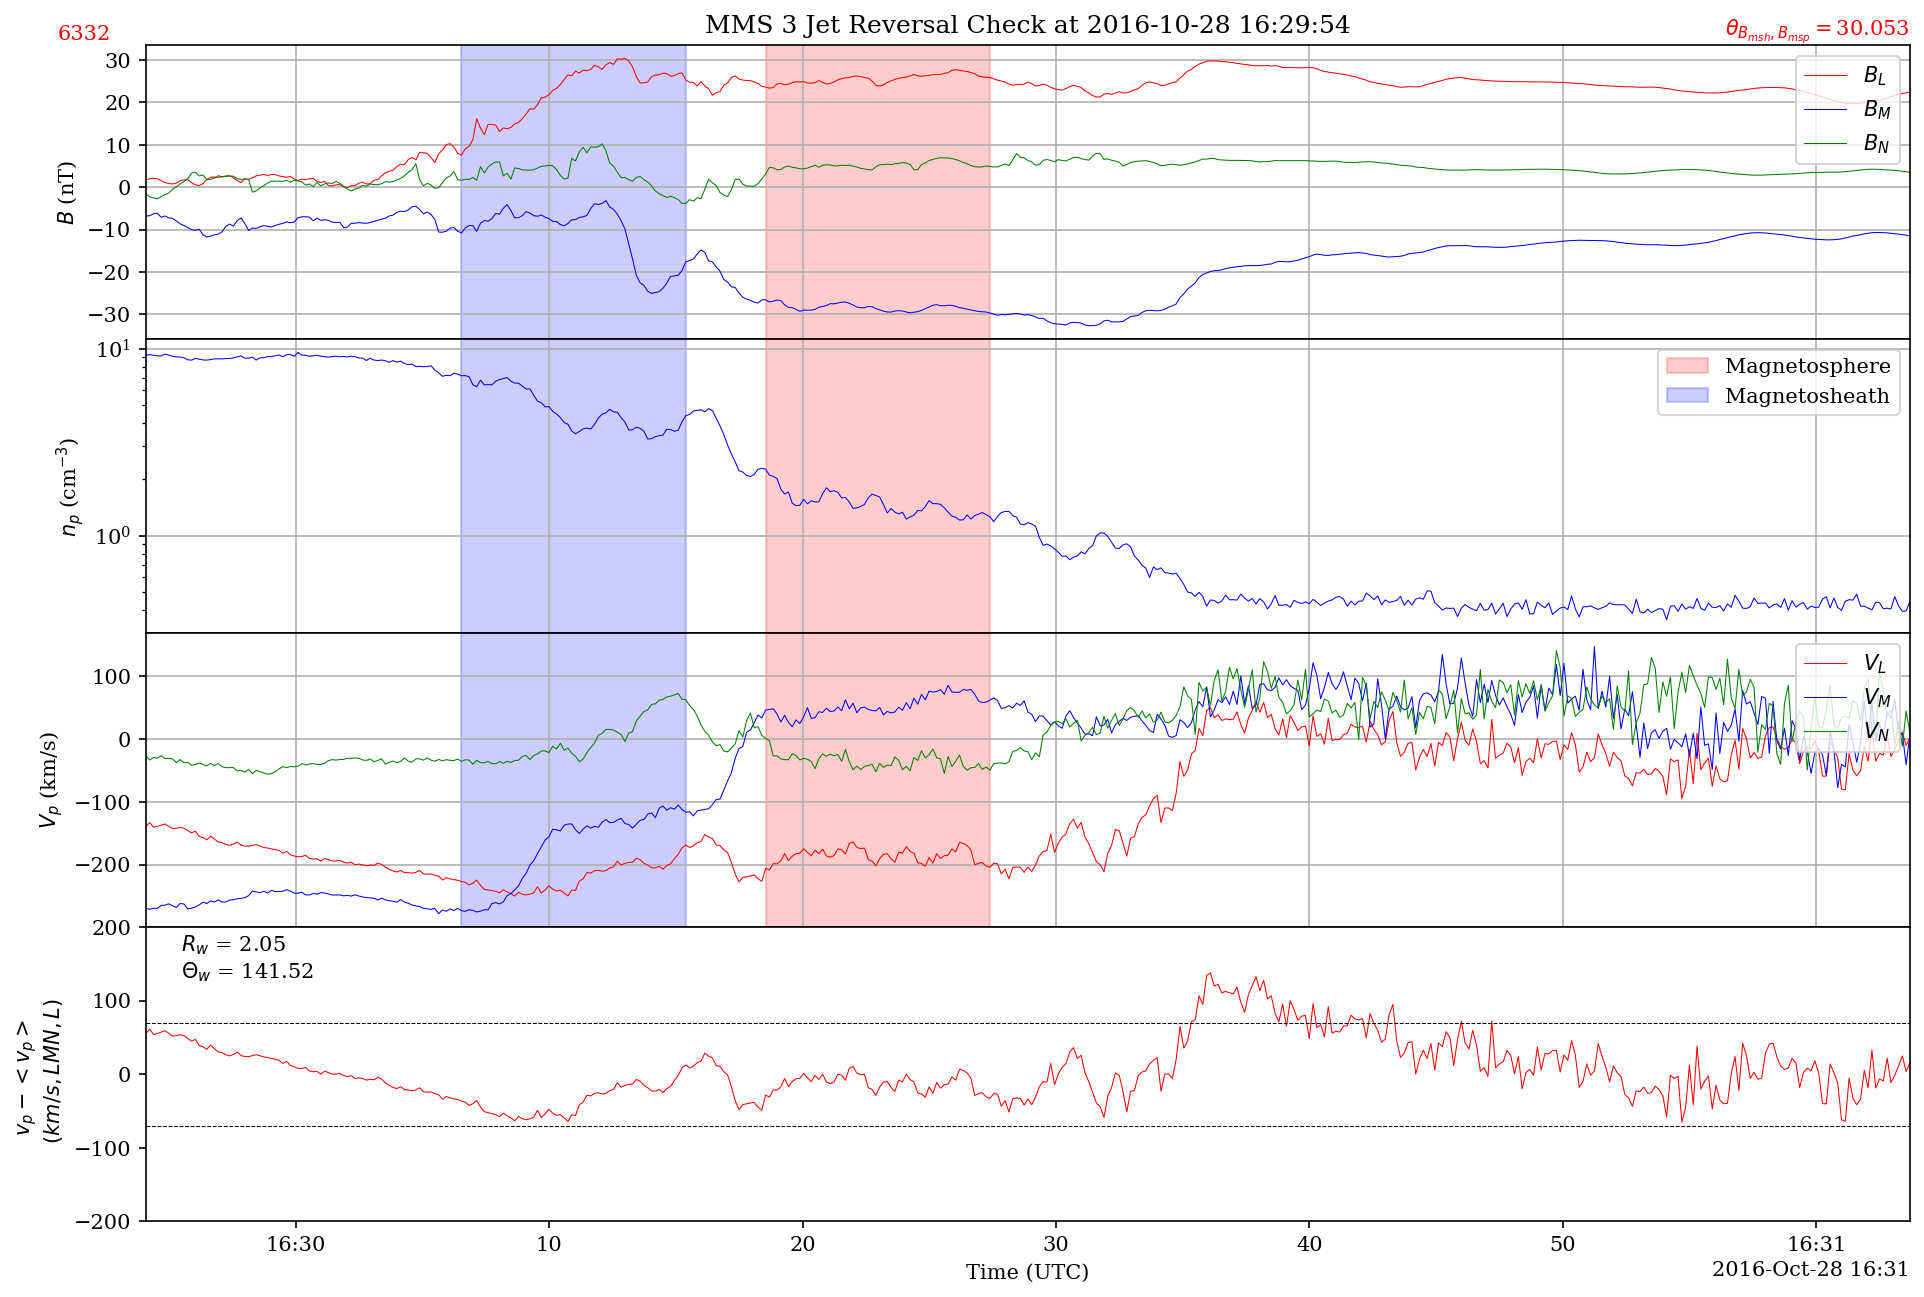 MMS 3 Jet Reversal Check at 2016-10-28 16:29:54
6332
θ_{B_{msh}, B_{msp}} = 30.053
30
20
10
0
−10
−20
−30
B (nT)
B_L
B_M
B_N
10^1
10^0
n_p (cm^{−3})
Magnetosphere
Magnetosheath
100
0
−100
−200
V_p (km/s)
V_L
V_M
V_N
200
100
0
−100
−200
v_p − <v_p>
(km/s, LMN, L)
R_w = 2.05
Θ_w = 141.52
16:30
10
20
30
40
50
16:31
Time (UTC)
2016-Oct-28 16:31